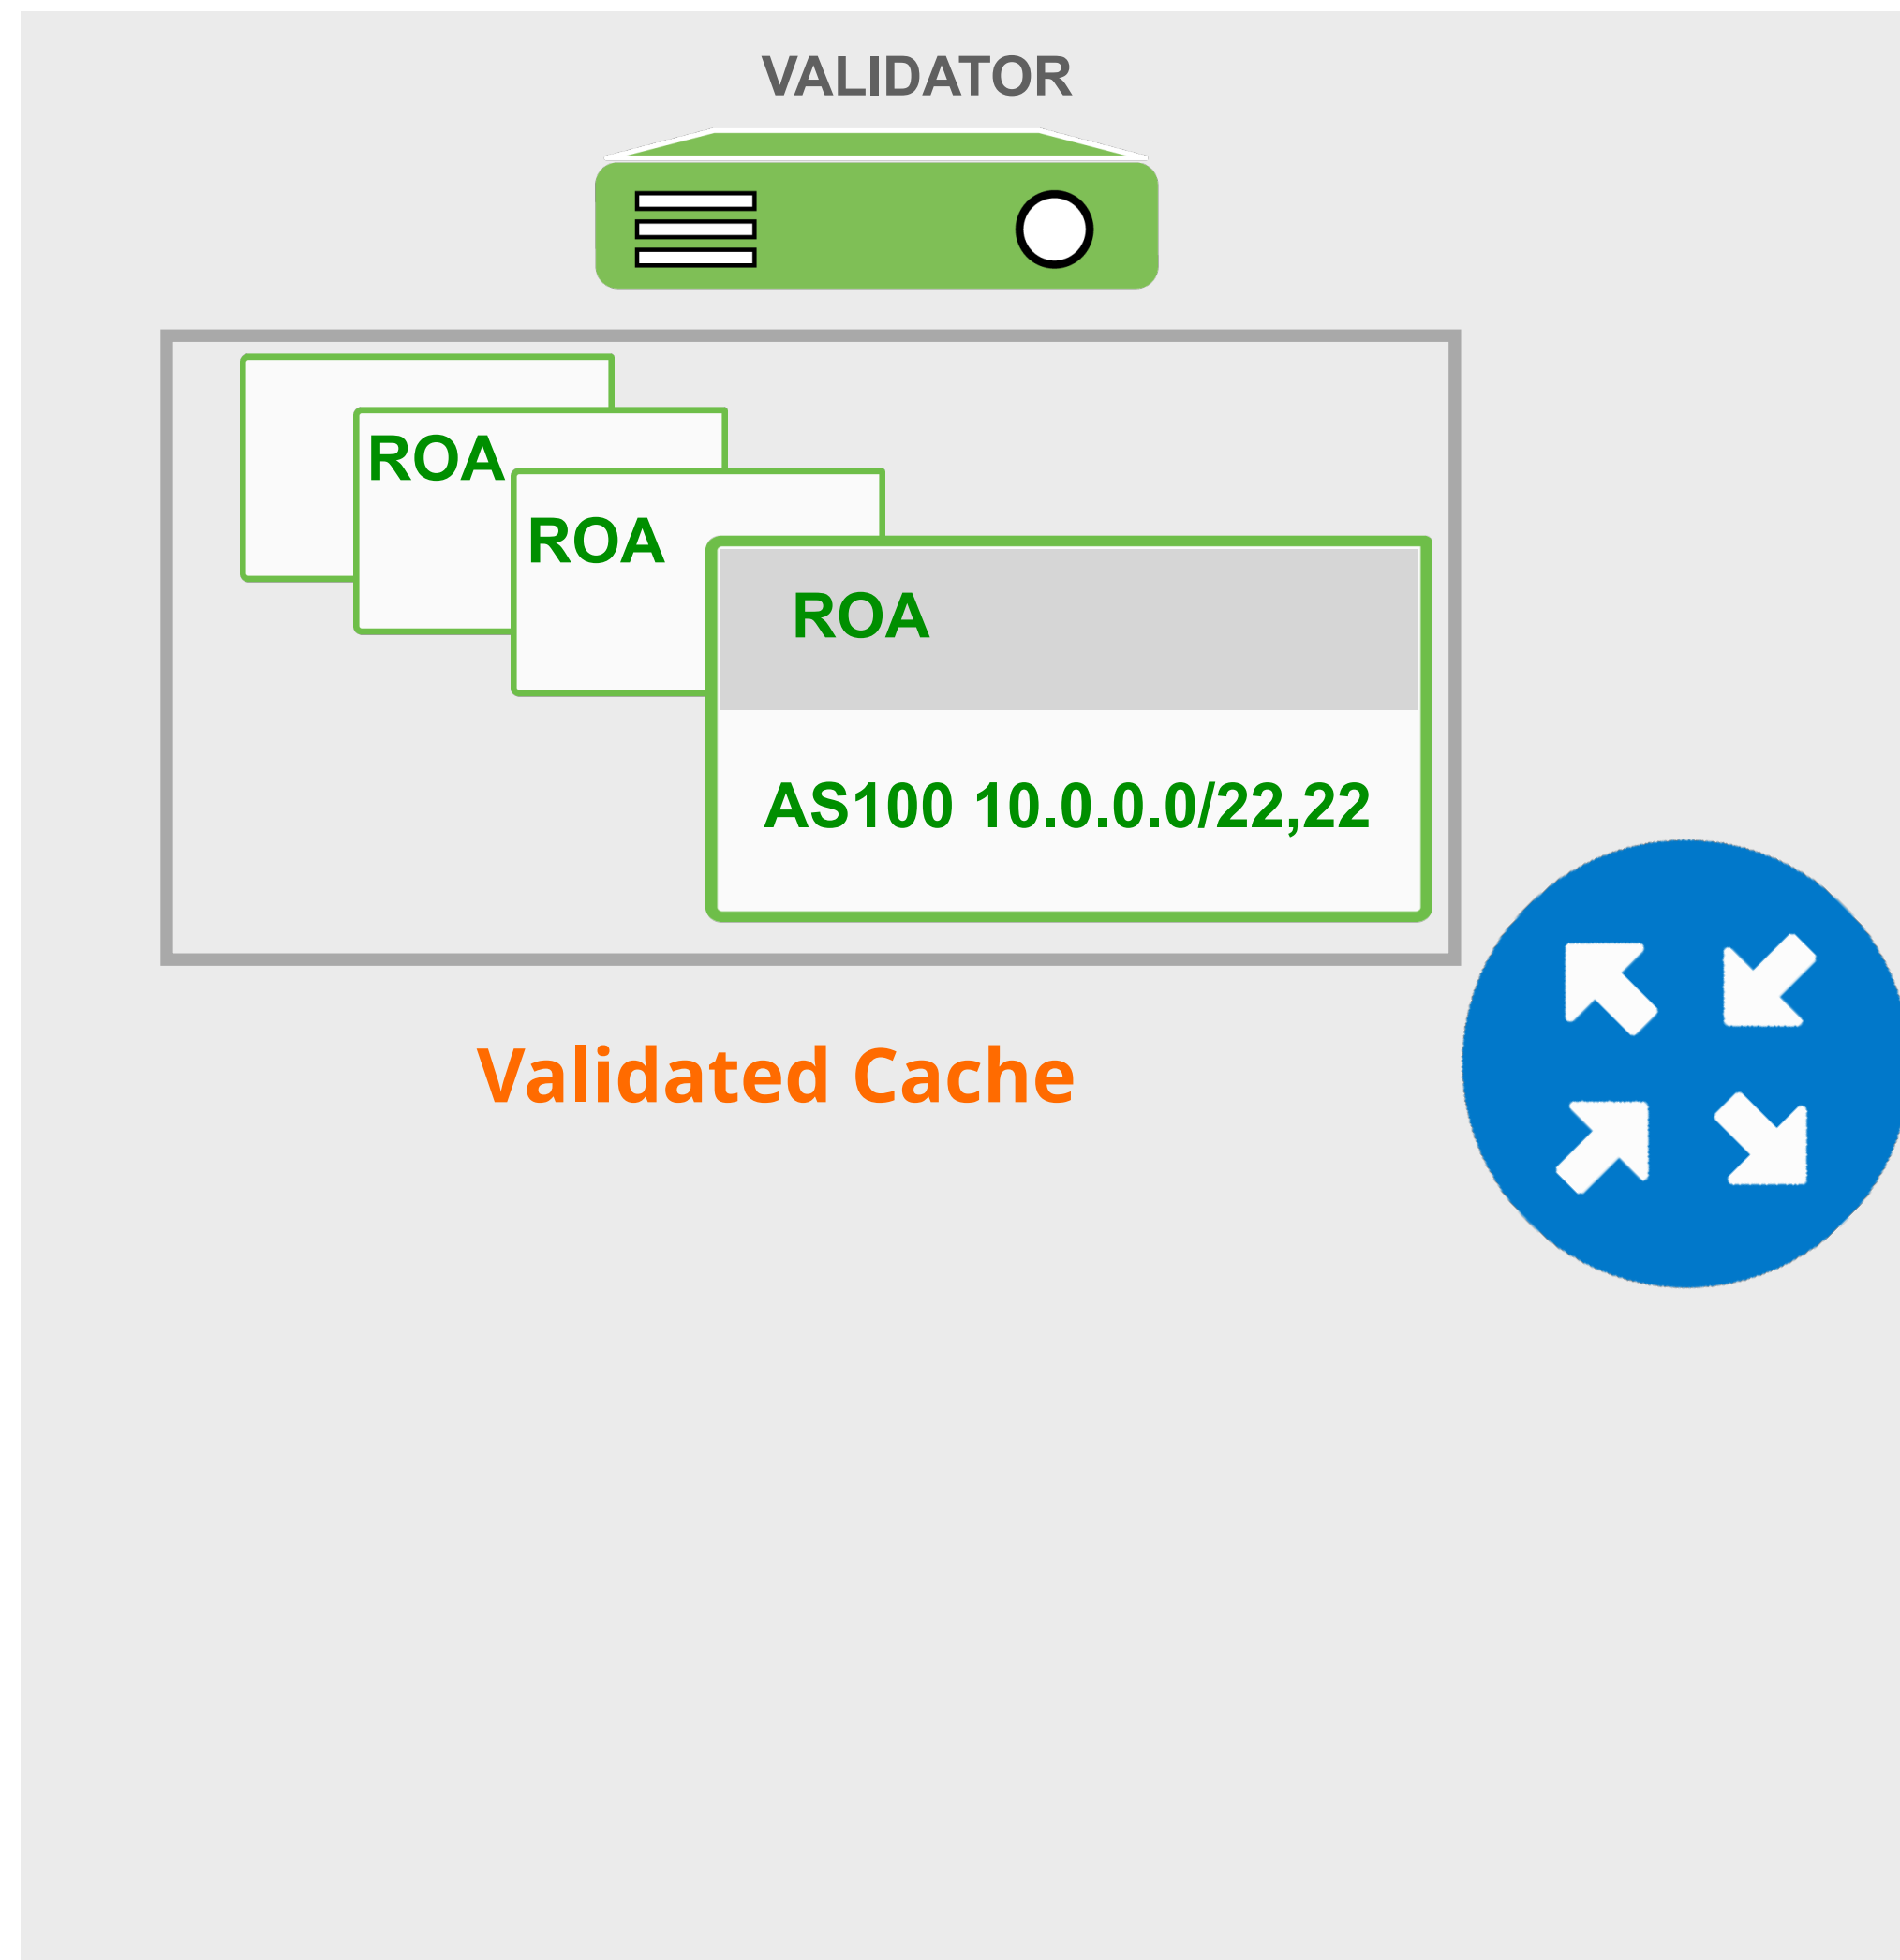 VALIDATOR
ROA
ROA
ROA
AS100 10.0.0.0/22,22
Validated Cache